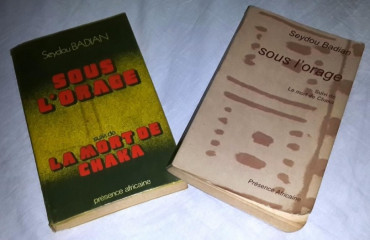 Seydou BADIAN
SOUS
L'ORAGE
suivi de
LA MORT DE
CHAKA
présence africaine
Seydou Badian
sous l'orage
Suivi de
La mort de Chaka
Présence Africaine